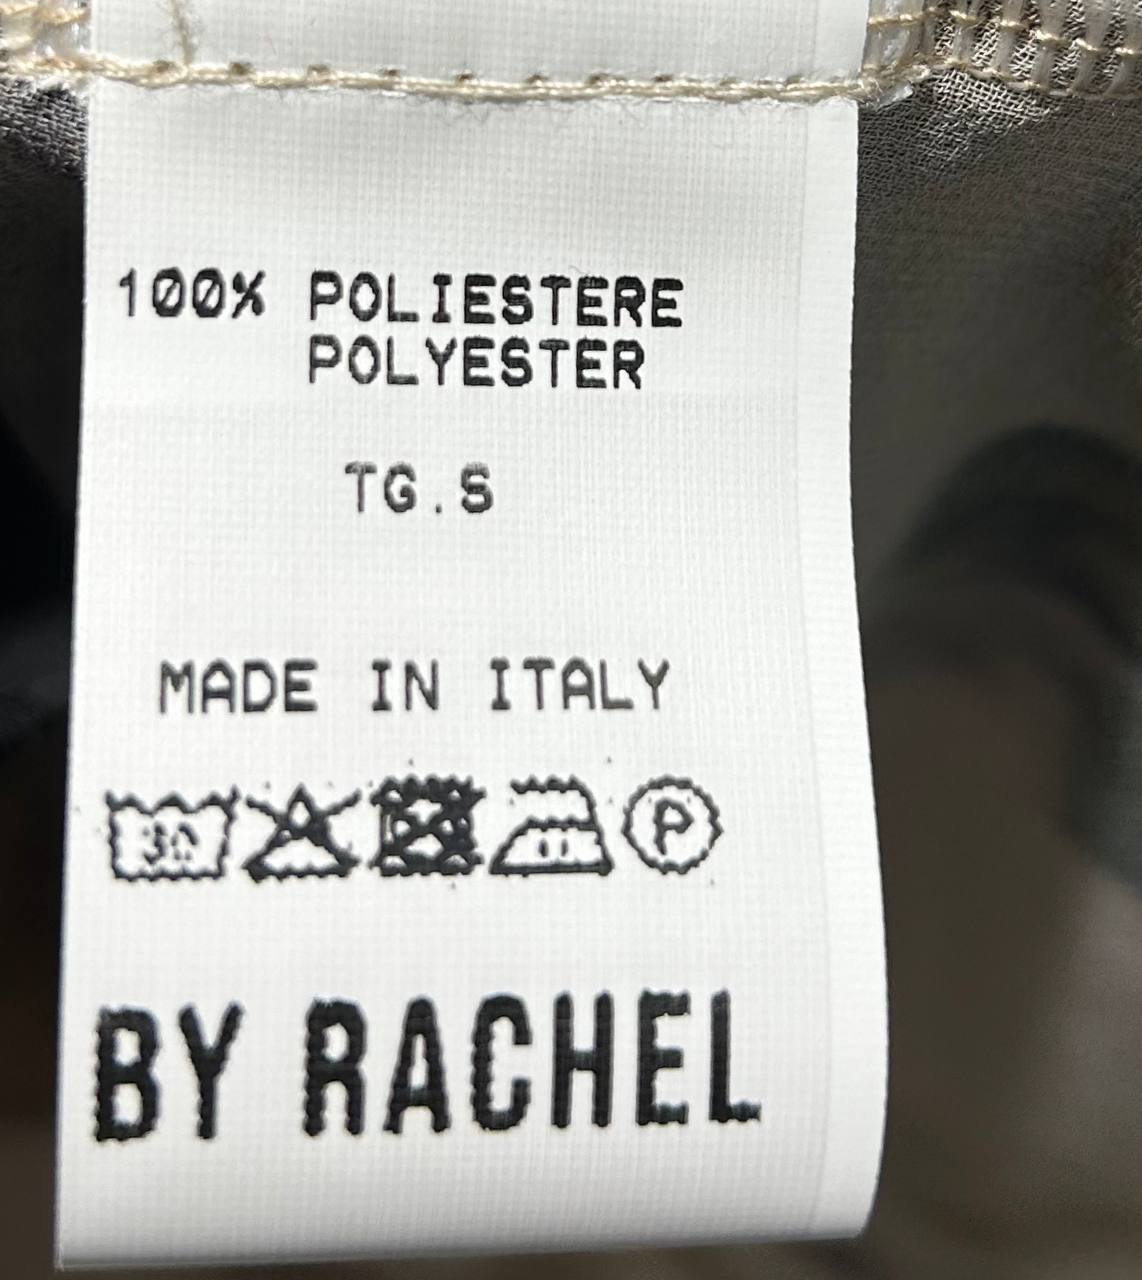 100% POLIESTERE
POLYESTER
TG.S
MADE IN ITALY
30 P
BY RACHEL